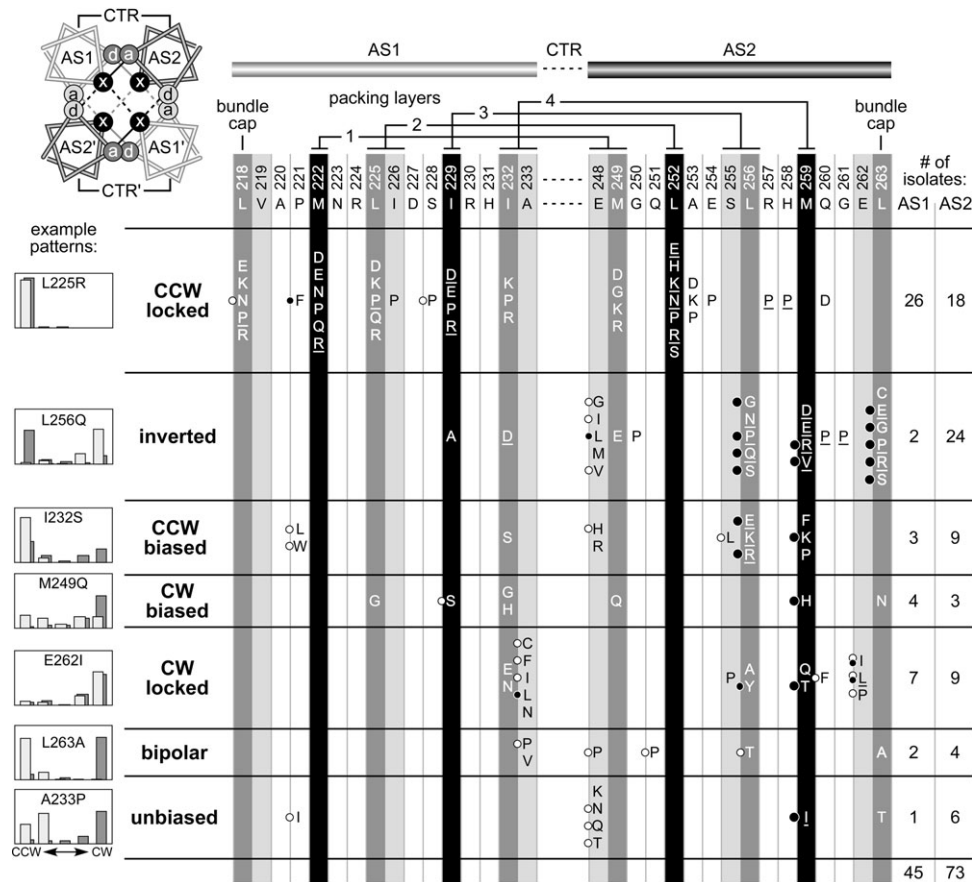 CTR
AS1 d a AS2
x x
a d
d a
x x
AS2' a d AS1'
CTR'
AS1 CTR AS2
packing layers
bundle cap
1 2 3 4
bundle cap
# of isolates:
218 219 220 221 222 223 224 225 226 227 228 229 230 231 232 233 248 249 250 251 252 253 254 255 256 257 258 259 260 261 262 263
L V A P M N R L I D S I R H I A E M G Q L A E S L R H M Q G E L AS1 AS2
example patterns:
L225R
CCW locked
E K N P R
F
D E N P Q R
D K P Q R
I P
P
D E P R
K P R
D G K R
E H K N P R S
D K P
P
P
P
D
26 18
L256Q
inverted
A
D
G I L M V
E
P
G N P Q S
D E R V
P
P
C E G P R S
2 24
I232S
CCW biased
L W
S
H R
L
E K R
F K P
3 9
M249Q
CW biased
G
S
G H
Q
H
N
4 3
E262I
CW locked
E N
C F I L N
P
A Y
Q T
F
I L P
7 9
L263A
bipolar
P V
P
P
T
A
2 4
A233P
unbiased
I
K N Q T
I
T
1 6
CCW CW
45 73